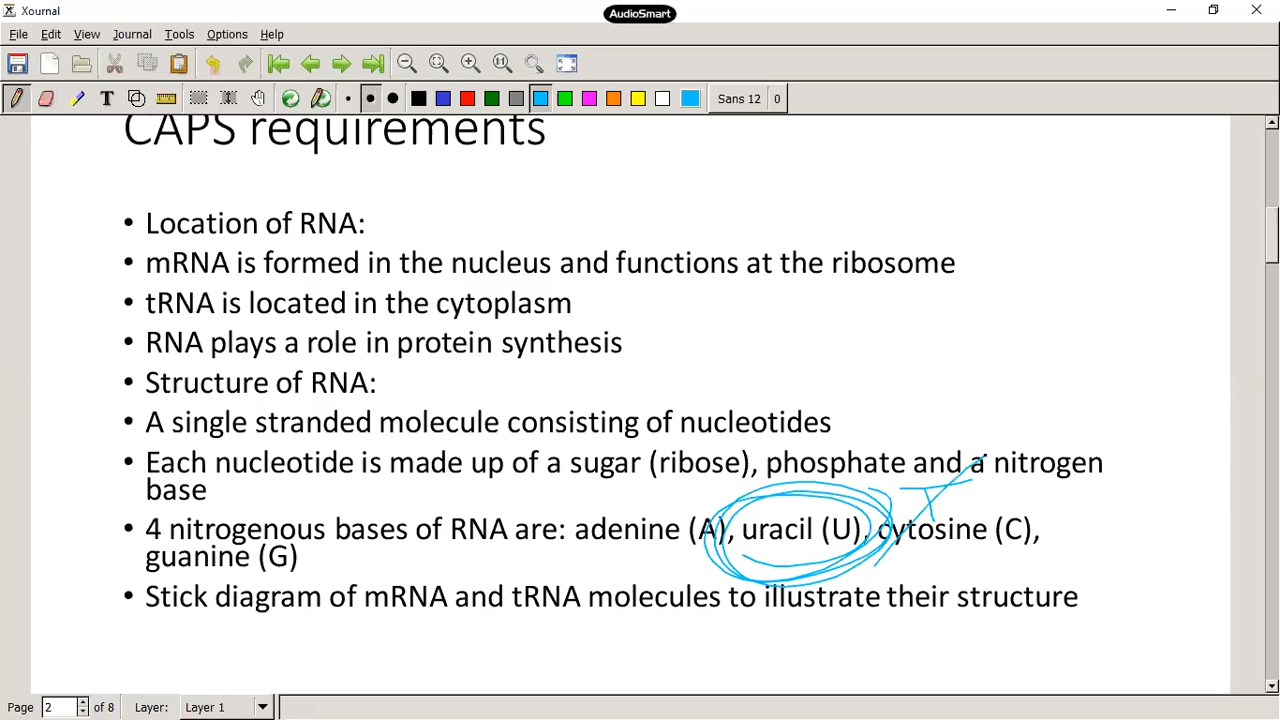 Xournal
AudioSmart
File Edit View Journal Tools Options Help
Sans 12 0
CAPS requirements
• Location of RNA:
• mRNA is formed in the nucleus and functions at the ribosome
• tRNA is located in the cytoplasm
• RNA plays a role in protein synthesis
• Structure of RNA:
• A single stranded molecule consisting of nucleotides
• Each nucleotide is made up of a sugar (ribose), phosphate and a nitrogen
base
T
• 4 nitrogenous bases of RNA are: adenine (A), uracil (U), cytosine (C),
guanine (G)
• Stick diagram of mRNA and tRNA molecules to illustrate their structure
Page 2 of 8 Layer: Layer 1